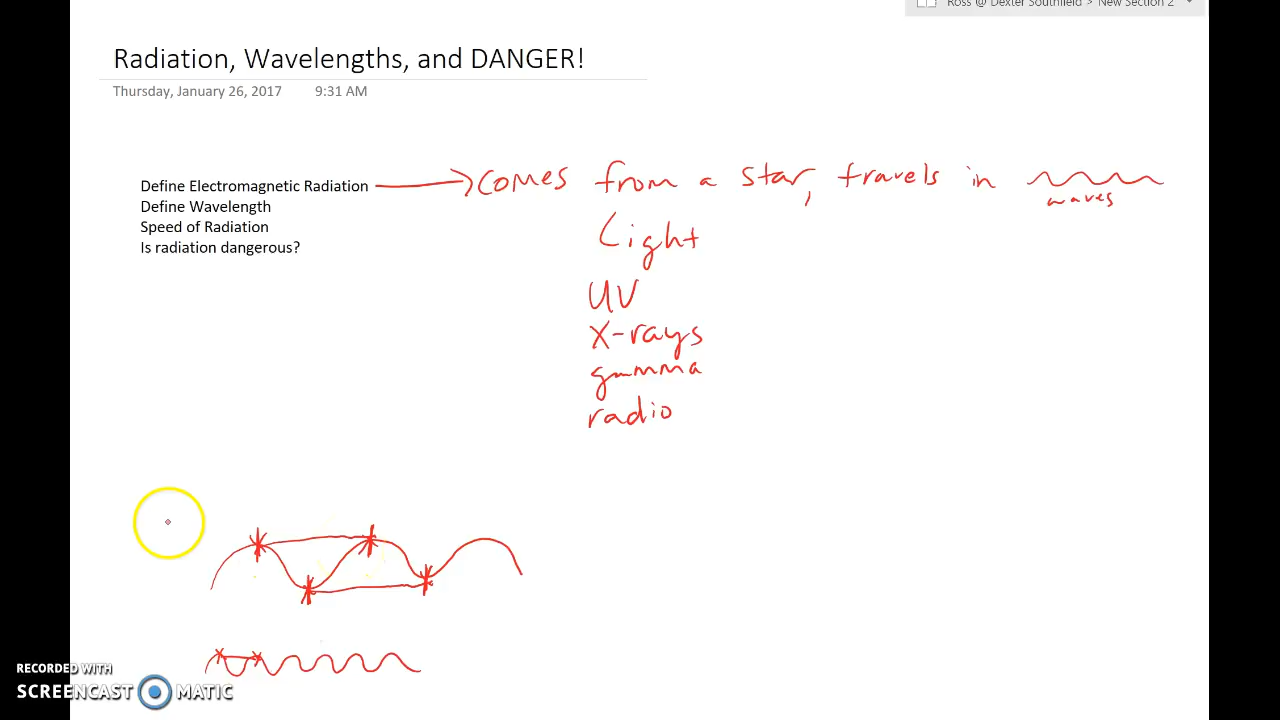 Ross @ Dexter Southfield > New Section 2
Radiation, Wavelengths, and DANGER!
Thursday, January 26, 2017 9:31 AM
Define Electromagnetic Radiation
comes from a star, travels in
waves
Define Wavelength
Speed of Radiation
Is radiation dangerous?
Light
UV
X-rays
gamma
radio
RECORDED WITH
SCREENCAST MATIC